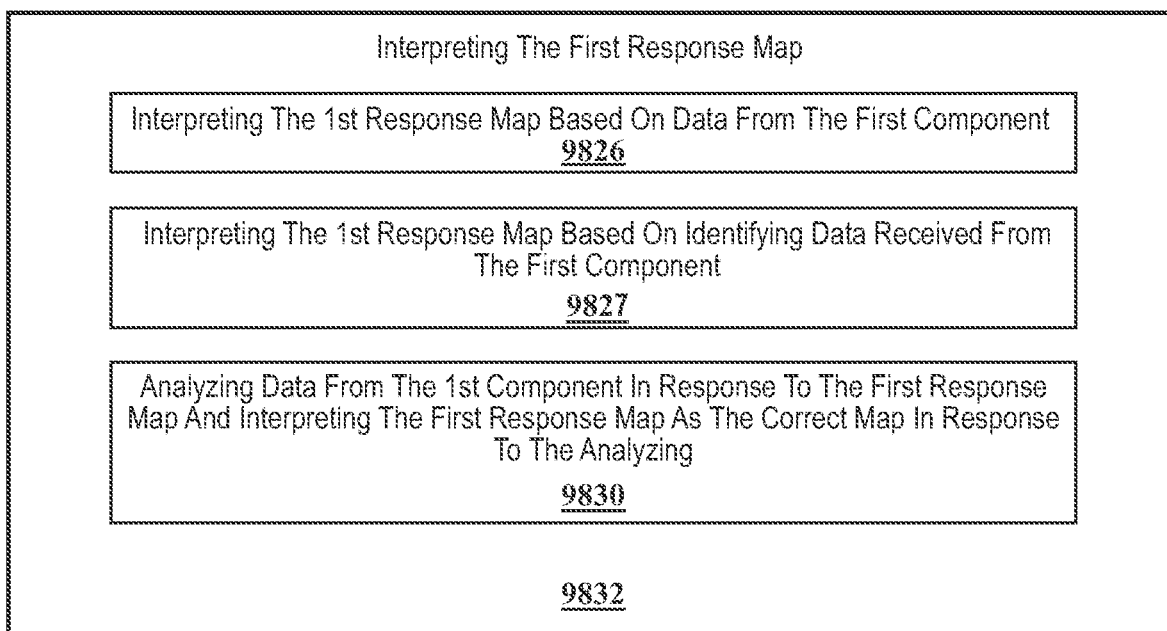 Interpreting The First Response Map
Interpreting The 1st Response Map Based On Data From The First Component
9826
Interpreting The 1st Response Map Based On Identifying Data Received From
The First Component
9827
Analyzing Data From The 1st Component In Response To The First Response
Map And Interpreting The First Response Map As The Correct Map In Response
To The Analyzing
9830
9832